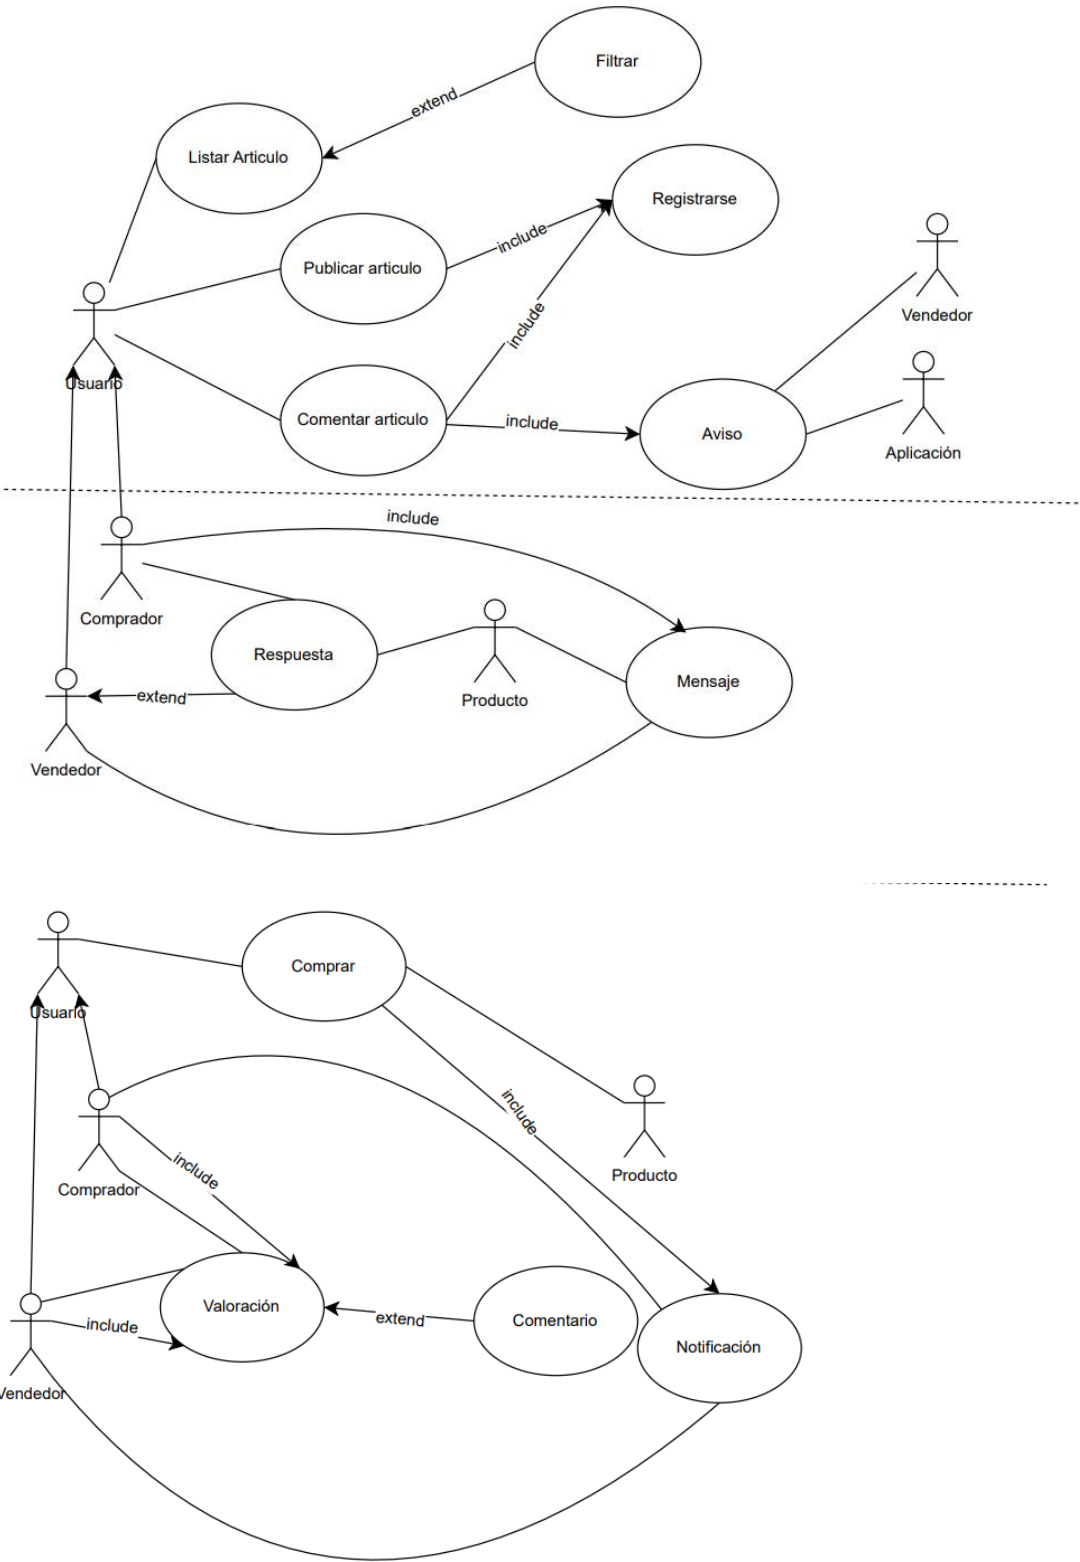 Filtrar
extend
Listar Articulo
Registrarse
include
Publicar articulo
include
Vendedor
Usuario
Comentar articulo
include
Aviso
Aplicación
include
Comprador
Respuesta
Producto
Mensaje
extend
Vendedor
Comprar
Usuario
include
Producto
include
Comprador
Valoración
include
extend
Comentario
Notificación
Vendedor